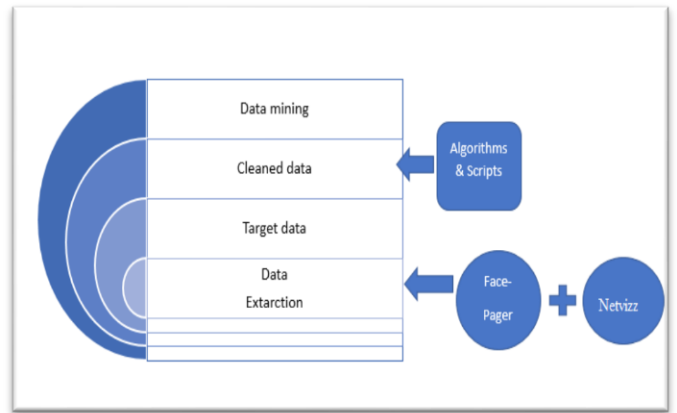 Data mining
Cleaned data
Algorithms
& Scripts
Target data
Data
Extarction
Face-
Pager
Netvizz